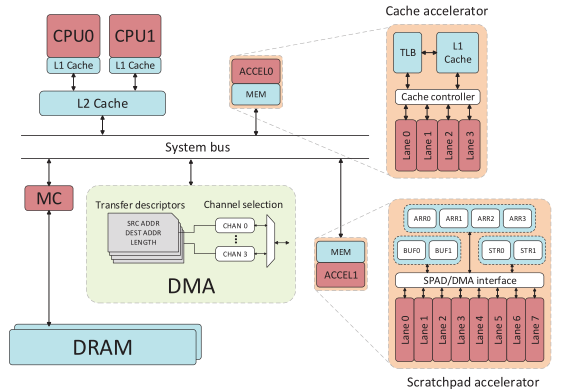 Cache accelerator
CPU0
CPU1
L1 Cache
L1 Cache
L2 Cache
ACCEL0
MEM
TLB
L1
Cache
Cache controller
Lane 0
Lane 1
Lane 2
Lane 3
System bus
MC
Transfer descriptors
Channel selection
SRC ADDR
DEST ADDR
LENGTH
CHAN 0
CHAN 3
DMA
MEM
ACCEL1
ARR0
ARR1
ARR2
ARR3
BUF0
BUF1
STR0
STR1
SPAD/DMA interface
Lane 0
Lane 1
Lane 2
Lane 3
Lane 4
Lane 5
Lane 6
Lane 7
DRAM
Scratchpad accelerator